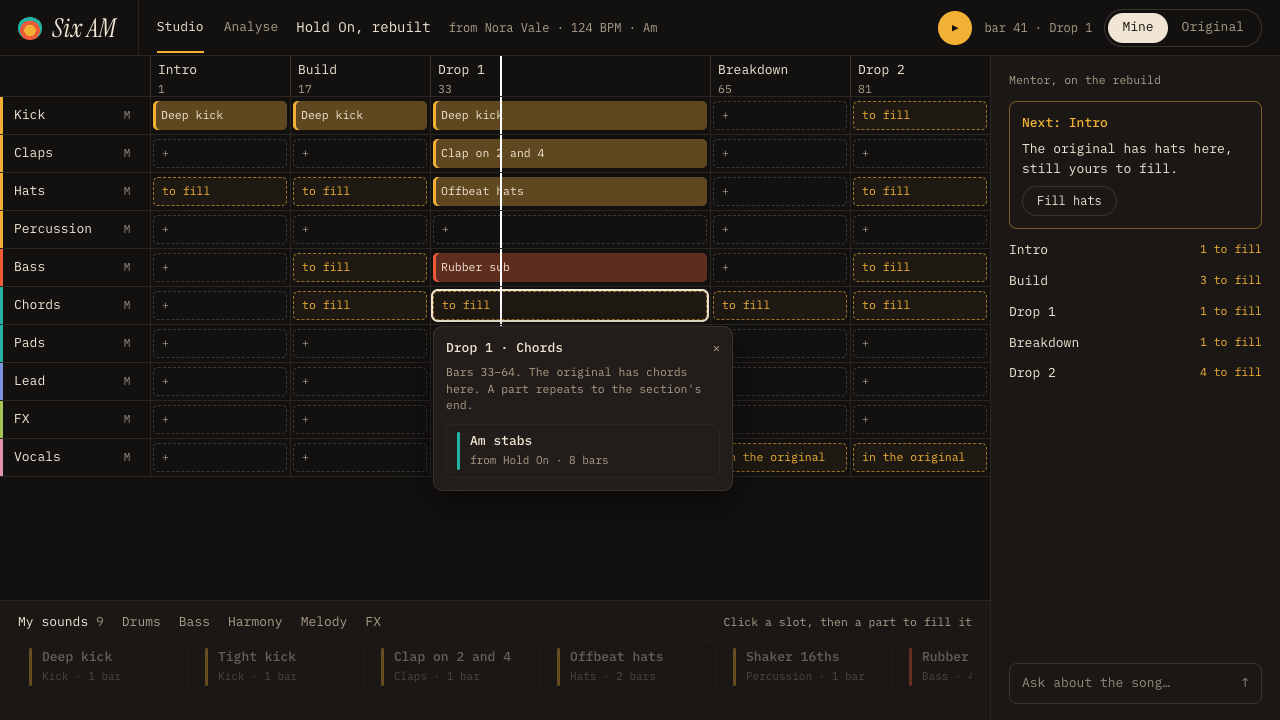 Six AM
Studio Analyse Hold On, rebuilt from Nora Vale · 124 BPM · Am
▶ bar 41 · Drop 1 Mine Original
Intro Build Drop 1 Breakdown Drop 2
1 17 33 65 81
Kick M Deep kick Deep kick Deep kick + to fill
Claps M + + Clap on 2 and 4 + +
Hats M to fill to fill Offbeat hats + to fill
Percussion M + + + + +
Bass M + to fill Rubber sub + to fill
Chords M + to fill to fill to fill to fill
Pads M + + +
Lead M + + +
FX M + + +
Vocals M + + the original in the original
Drop 1 · Chords ×
Bars 33–64. The original has chords
here. A part repeats to the section's
end.
Am stabs
from Hold On · 8 bars
My sounds 9 Drums Bass Harmony Melody FX Click a slot, then a part to fill it
Deep kick Tight kick Clap on 2 and 4 Offbeat hats Shaker 16ths Rubber
Kick · 1 bar Kick · 1 bar Claps · 1 bar Hats · 2 bars Percussion · 1 bar Bass ·
Mentor, on the rebuild
Next: Intro
The original has hats here,
still yours to fill.
Fill hats
Intro 1 to fill
Build 3 to fill
Drop 1 1 to fill
Breakdown 1 to fill
Drop 2 4 to fill
Ask about the song… ↑